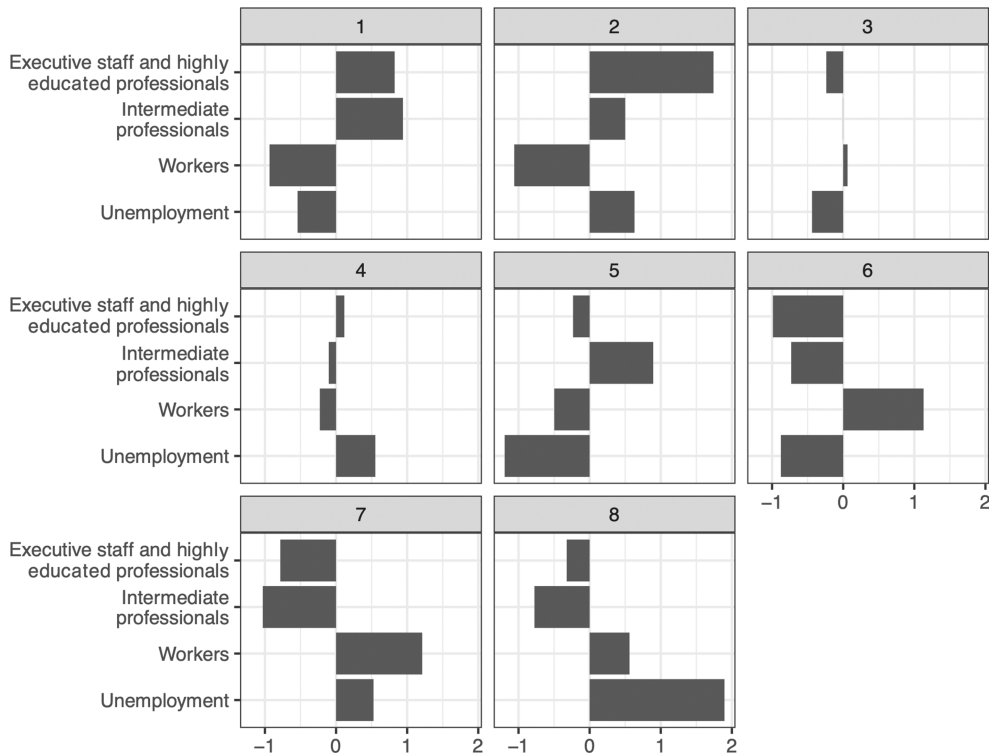 1
2
3
Executive staff and highly
educated professionals
Intermediate
professionals
Workers
Unemployment
4
5
6
Executive staff and highly
educated professionals
Intermediate
professionals
Workers
Unemployment
−1 0 1 2
7
8
Executive staff and highly
educated professionals
Intermediate
professionals
Workers
Unemployment
−1 0 1 2
−1 0 1 2